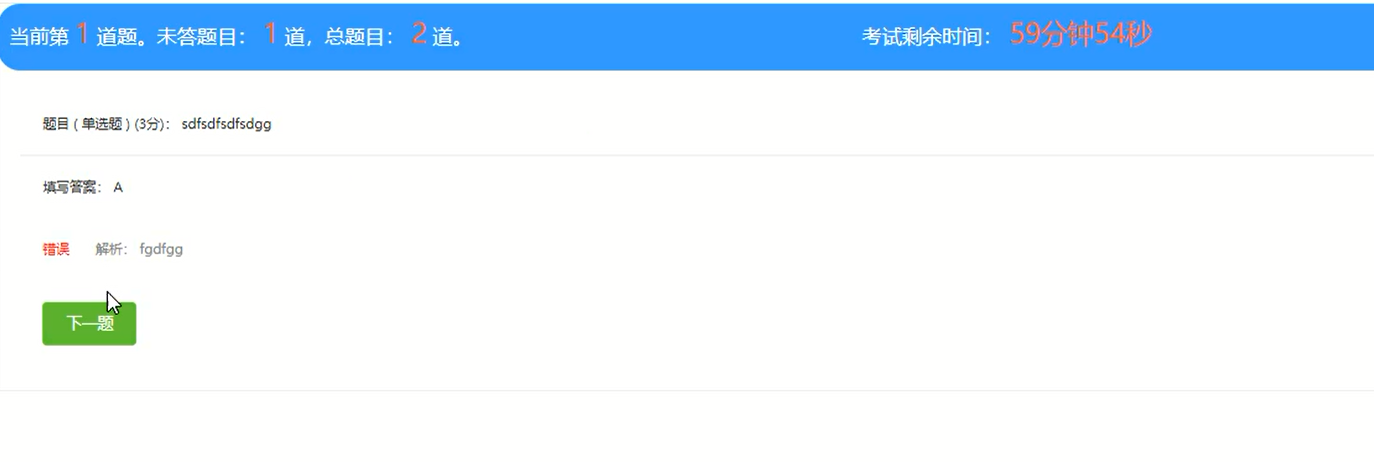 当前第 1 道题。未答题目： 1 道，总题目： 2 道。 考试剩余时间： 59分钟54秒
题目 ( 单选题 ) (3分)： sdfsdfsdfsdgg
填写答案： A
错误 解析： fgdfgg
下一题